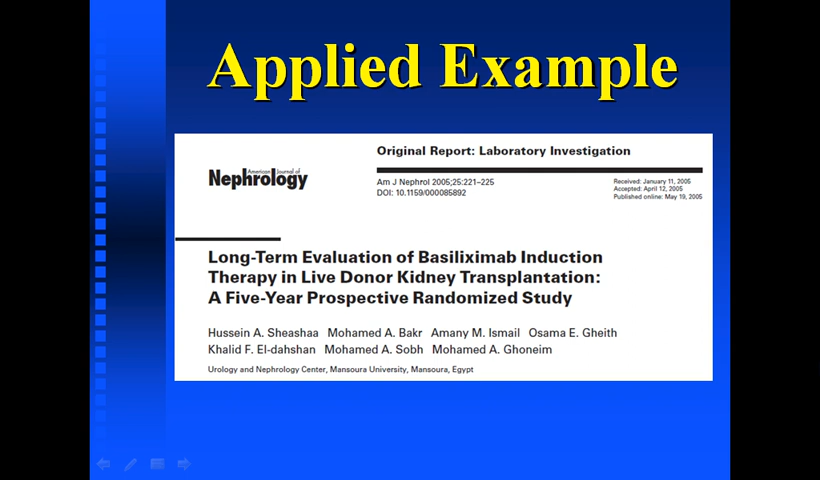 Applied Example
Original Report: Laboratory Investigation
American Journal of
Nephrology
Am J Nephrol 2005;25:221–225
DOI: 10.1159/000085892
Received: January 11, 2005
Accepted: April 12, 2005
Published online: May 19, 2005
Long-Term Evaluation of Basiliximab Induction
Therapy in Live Donor Kidney Transplantation:
A Five-Year Prospective Randomized Study
Hussein A. Sheashaa Mohamed A. Bakr Amany M. Ismail Osama E. Gheith
Khalid F. El-dahshan Mohamed A. Sobh Mohamed A. Ghoneim
Urology and Nephrology Center, Mansoura University, Mansoura, Egypt